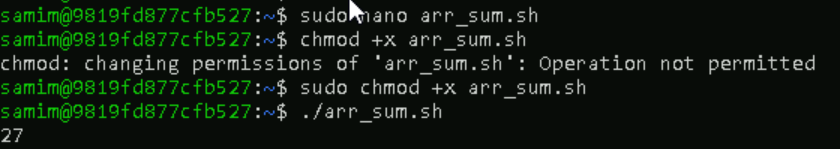 samim@9819fd877cfb527:~$ sudo nano arr_sum.sh
samim@9819fd877cfb527:~$ chmod +x arr_sum.sh
chmod: changing permissions of 'arr_sum.sh': Operation not permitted
samim@9819fd877cfb527:~$ sudo chmod +x arr_sum.sh
samim@9819fd877cfb527:~$ ./arr_sum.sh
27